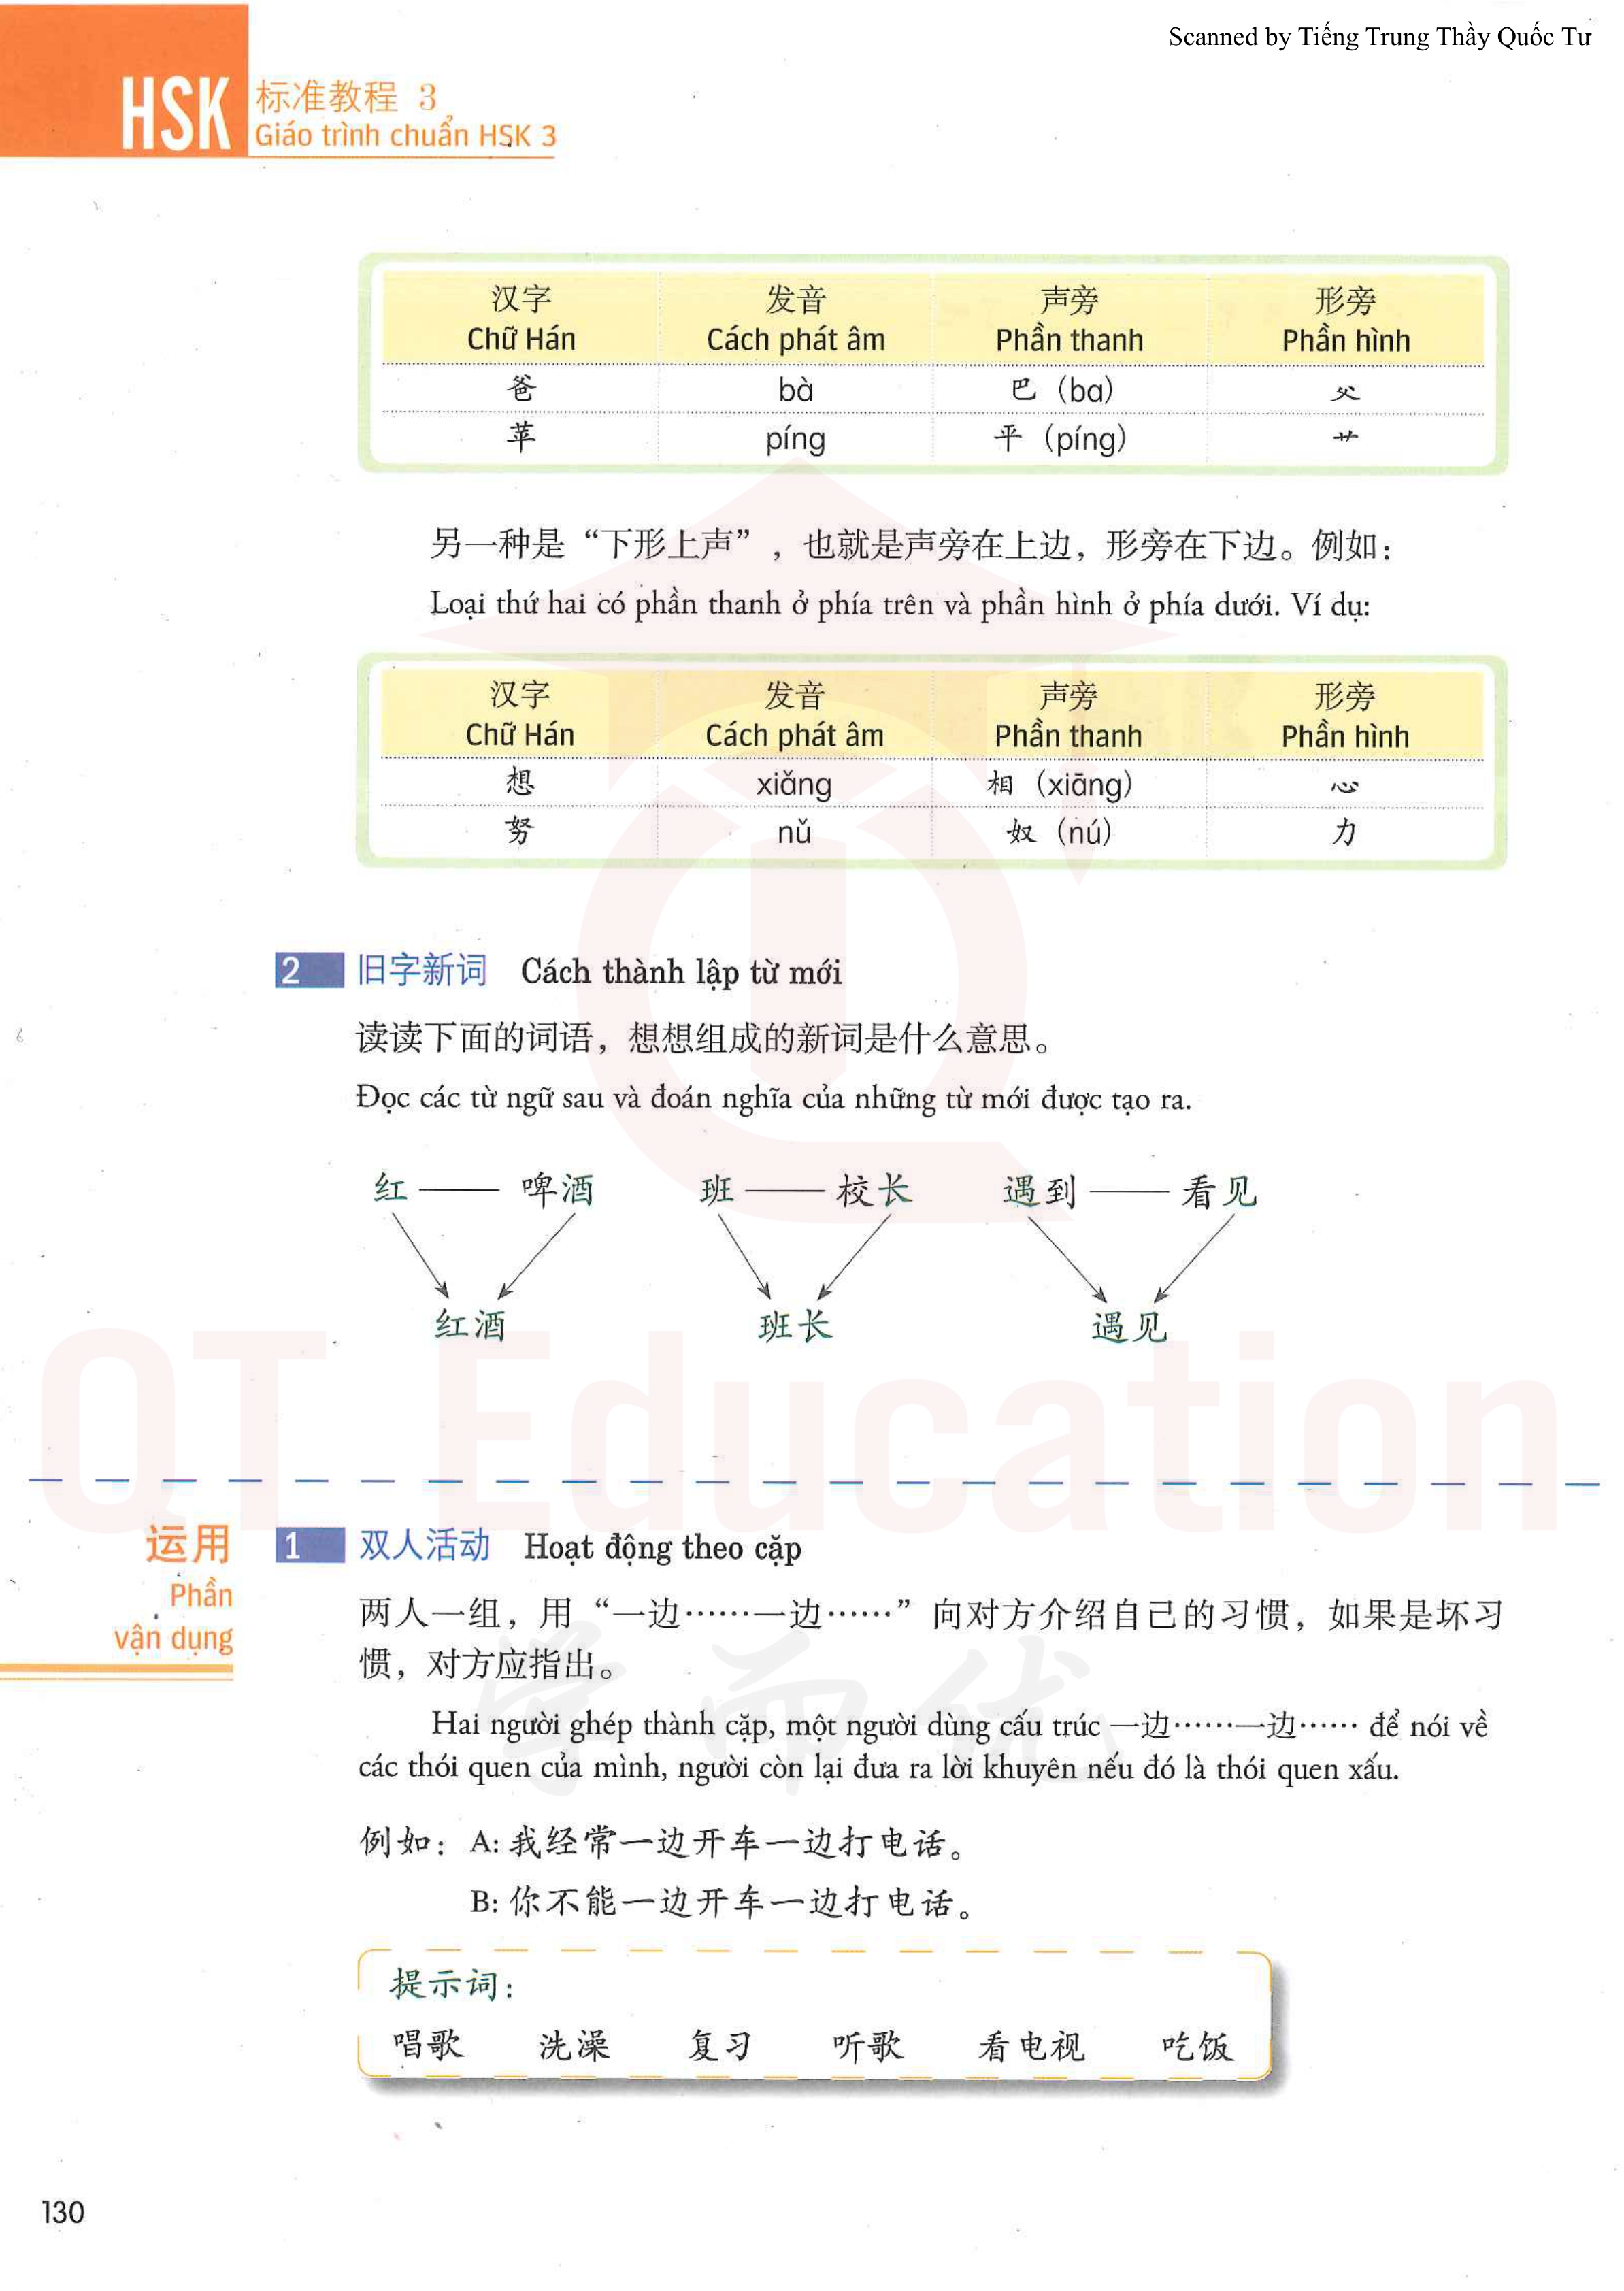 Scanned by Tiếng Trung Thầy Quốc Tư
HSK 标准教程 3
Giáo trình chuẩn HSK 3
汉字 发音 声旁 形旁
Chữ Hán Cách phát âm Phần thanh Phần hình
爸 bà 巴（ba） 父
苹 píng 平（píng） 艹
另一种是“下形上声”，也就是声旁在上边，形旁在下边。例如：
Loại thứ hai có phần thanh ở phía trên và phần hình ở phía dưới. Ví dụ:
汉字 发音 声旁 形旁
Chữ Hán Cách phát âm Phần thanh Phần hình
想 xiǎng 相（xiāng） 心
努 nǔ 奴（nú） 力
2 旧字新词 Cách thành lập từ mới
读读下面的词语，想想组成的新词是什么意思。
Đọc các từ ngữ sau và đoán nghĩa của những từ mới được tạo ra.
红 —— 啤酒 班 —— 校长 遇到 —— 看见
红酒 班长 遇见
QT Education
运用
Phần
vận dụng
1 双人活动 Hoạt động theo cặp
两人一组，用“一边……一边……”向对方介绍自己的习惯，如果是坏习
惯，对方应指出。
Hai người ghép thành cặp, một người dùng cấu trúc 一边……一边…… để nói về
các thói quen của mình, người còn lại đưa ra lời khuyên nếu đó là thói quen xấu.
学而优
例如：A: 我经常一边开车一边打电话。
B: 你不能一边开车一边打电话。
提示词：
唱歌 洗澡 复习 听歌 看电视 吃饭
130